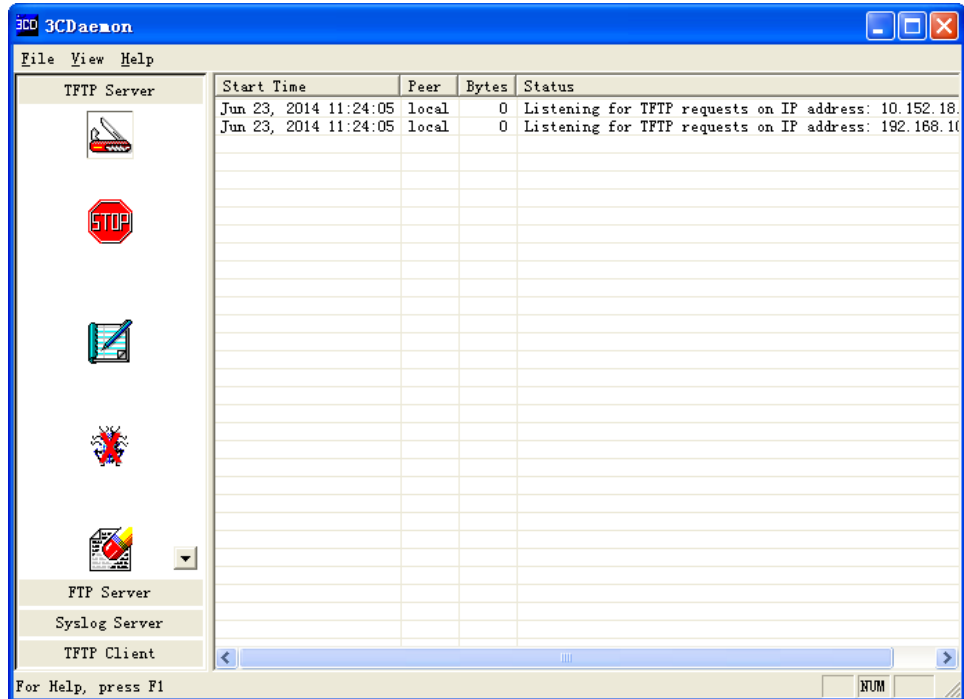 3CD 3CDaemon
File View Help
TFTP Server
Start Time Peer Bytes Status
Jun 23, 2014 11:24:05 local 0 Listening for TFTP requests on IP address: 10.152.18.
Jun 23, 2014 11:24:05 local 0 Listening for TFTP requests on IP address: 192.168.10
STOP
FTP Server
Syslog Server
TFTP Client
For Help, press F1
NUM